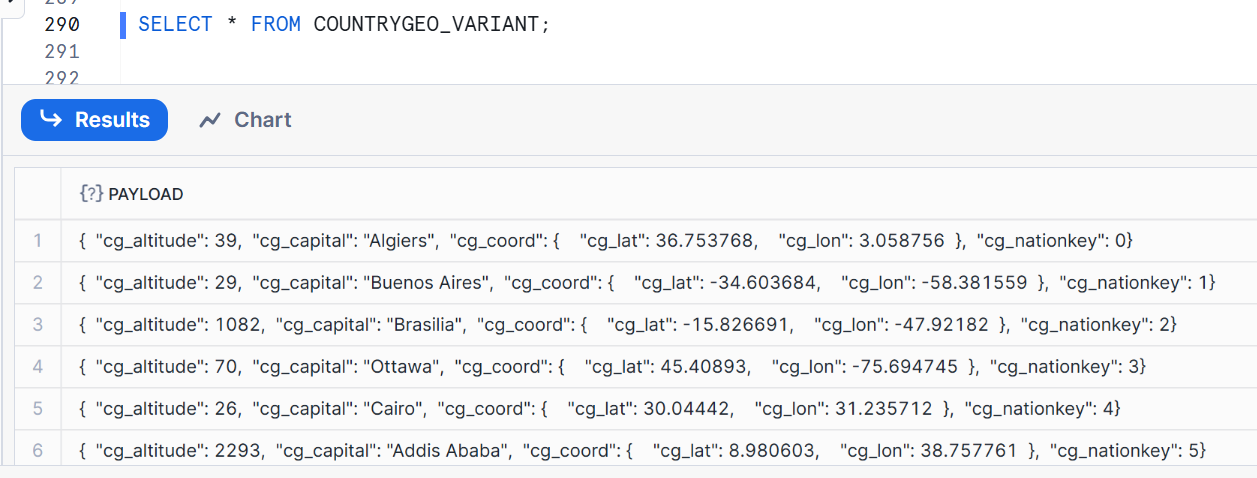 289
290 SELECT * FROM COUNTRYGEO_VARIANT;
291
292
Results Chart
{?} PAYLOAD
1 { "cg_altitude": 39, "cg_capital": "Algiers", "cg_coord": { "cg_lat": 36.753768, "cg_lon": 3.058756 }, "cg_nationkey": 0}
2 { "cg_altitude": 29, "cg_capital": "Buenos Aires", "cg_coord": { "cg_lat": -34.603684, "cg_lon": -58.381559 }, "cg_nationkey": 1}
3 { "cg_altitude": 1082, "cg_capital": "Brasilia", "cg_coord": { "cg_lat": -15.826691, "cg_lon": -47.92182 }, "cg_nationkey": 2}
4 { "cg_altitude": 70, "cg_capital": "Ottawa", "cg_coord": { "cg_lat": 45.40893, "cg_lon": -75.694745 }, "cg_nationkey": 3}
5 { "cg_altitude": 26, "cg_capital": "Cairo", "cg_coord": { "cg_lat": 30.04442, "cg_lon": 31.235712 }, "cg_nationkey": 4}
6 { "cg_altitude": 2293, "cg_capital": "Addis Ababa", "cg_coord": { "cg_lat": 8.980603, "cg_lon": 38.757761 }, "cg_nationkey": 5}